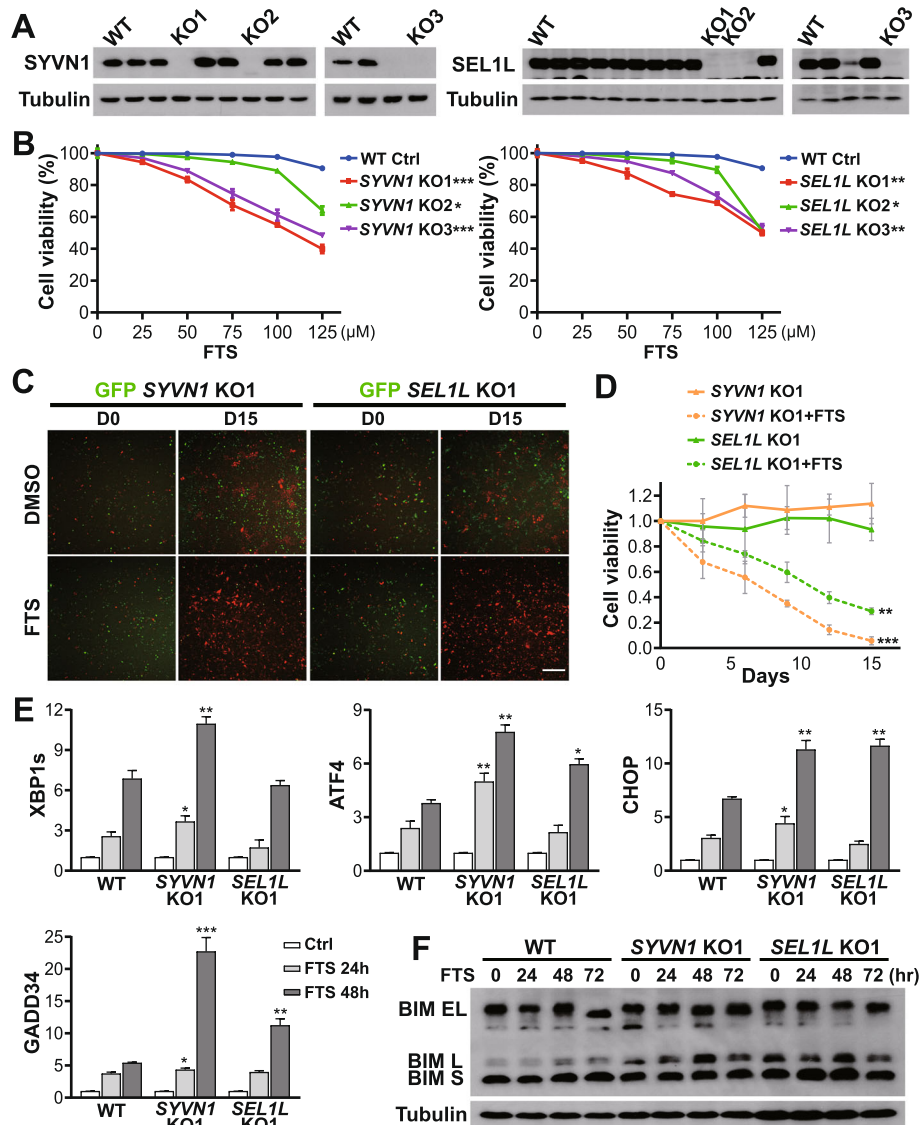 A
WT KO1 KO2 KO3
SYVN1
Tubulin
WT KO1 KO2 KO3
SEL1L
Tubulin
B
Cell viability (%)
100
80
60
40
20
0
0 25 50 75 100 125 (µM)
FTS
WT Ctrl
SYVN1 KO1***
SYVN1 KO2*
SYVN1 KO3***
Cell viability (%)
100
80
60
40
20
0
0 25 50 75 100 125 (µM)
FTS
WT Ctrl
SEL1L KO1**
SEL1L KO2*
SEL1L KO3**
C
GFP SYVN1 KO1 GFP SEL1L KO1
D0 D15 D0 D15
DMSO
FTS
D
SYVN1 KO1
SYVN1 KO1+FTS
SEL1L KO1
SEL1L KO1+FTS
Cell viability
1.2
1.0
0.8
0.6
0.4
0.2
0.0
**
***
0 5 10 15
Days
E
XBP1s
12
9
6
3
0
* **
WT SYVN1 KO1 SEL1L KO1
ATF4
9
6
3
0
** ** *
WT SYVN1 KO1 SEL1L KO1
CHOP
15
10
5
0
* ** **
WT SYVN1 KO1 SEL1L KO1
GADD34
25
20
15
10
5
0
* *** **
WT SYVN1 KO1 SEL1L KO1
Ctrl
FTS 24h
FTS 48h
F
WT SYVN1 KO1 SEL1L KO1
FTS 0 24 48 72 0 24 48 72 0 24 48 72 (hr)
BIM EL
BIM L
BIM S
Tubulin